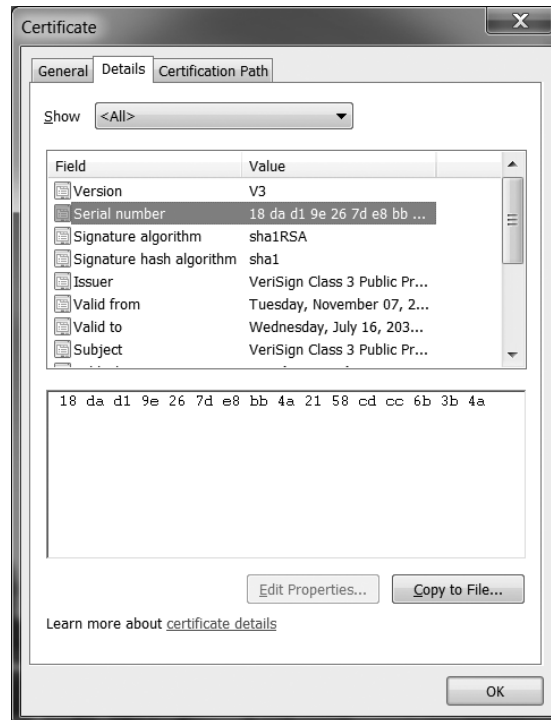 Certificate
X
General Details Certification Path
Show <All>
Field Value
Version V3
Serial number 18 da d1 9e 26 7d e8 bb ...
Signature algorithm sha1RSA
Signature hash algorithm sha1
Issuer VeriSign Class 3 Public Pr...
Valid from Tuesday, November 07, 2...
Valid to Wednesday, July 16, 203...
Subject VeriSign Class 3 Public Pr...
18 da d1 9e 26 7d e8 bb 4a 21 58 cd cc 6b 3b 4a
Edit Properties... Copy to File...
Learn more about certificate details
OK